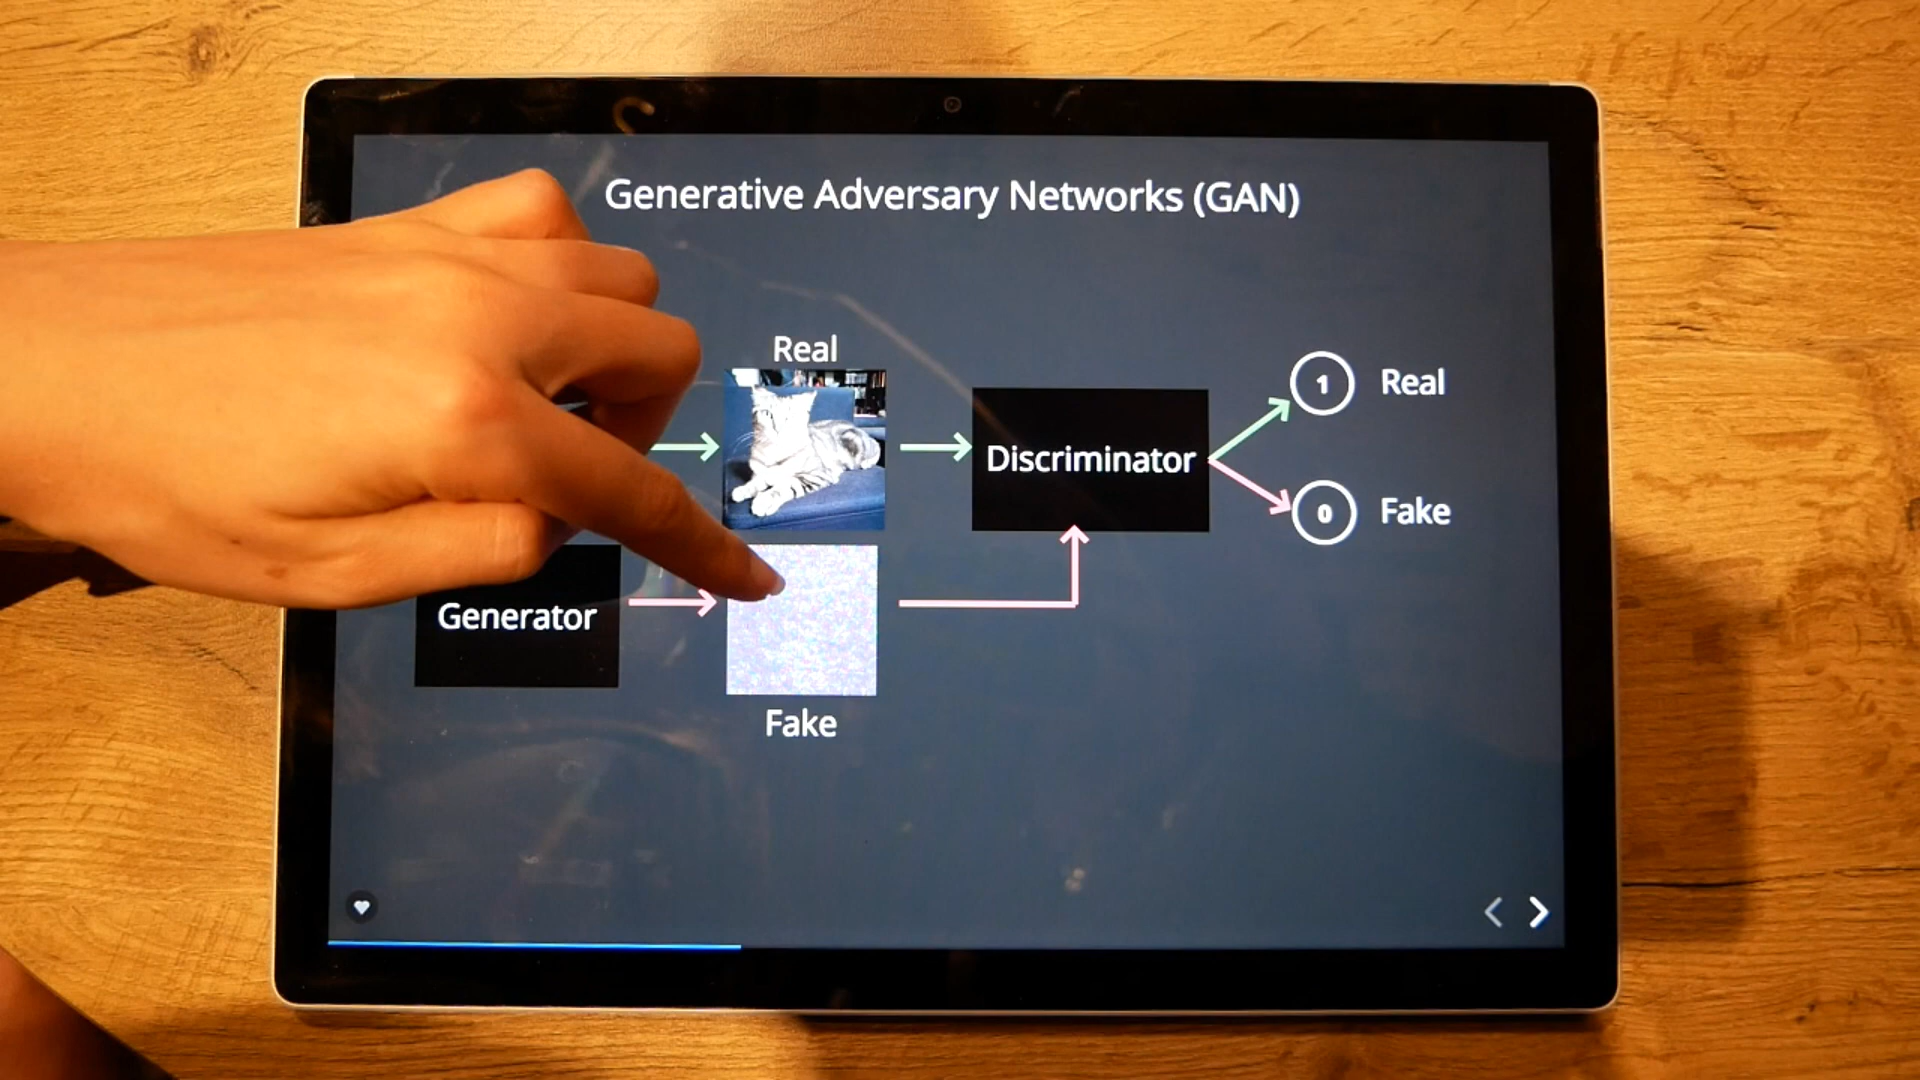 Generative Adversary Networks (GAN)
Real
1 Real
Discriminator
0 Fake
Generator
Fake